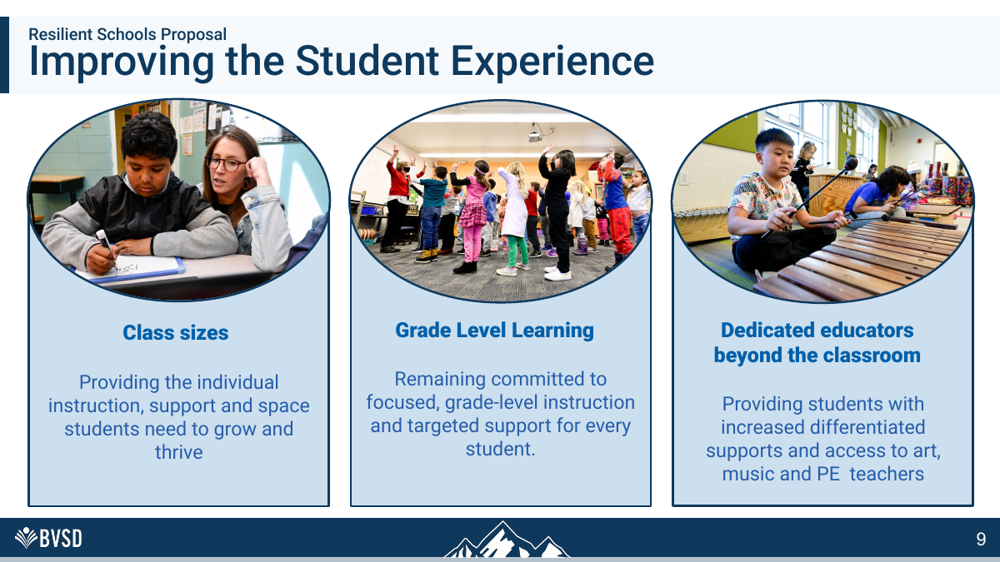 Resilient Schools Proposal
Improving the Student Experience
Class sizes
Providing the individual
instruction, support and space
students need to grow and
thrive
Grade Level Learning
Remaining committed to
focused, grade-level instruction
and targeted support for every
student.
Dedicated educators
beyond the classroom
Providing students with
increased differentiated
supports and access to art,
music and PE  teachers
BVSD
9